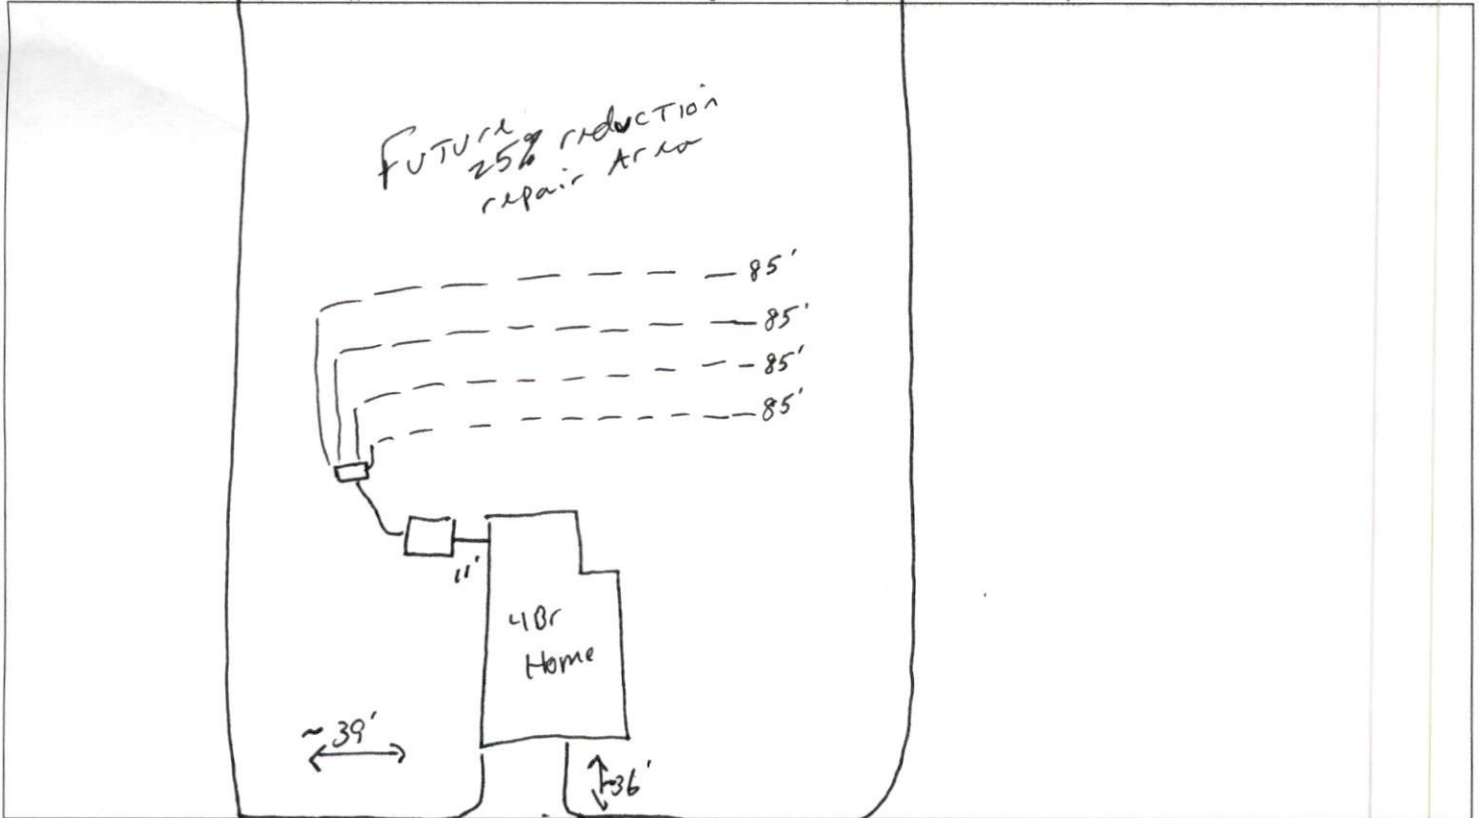 Future
25% reduction
repair Area
85'
85'
85'
85'
11'
4Br
Home
~39'
~36'